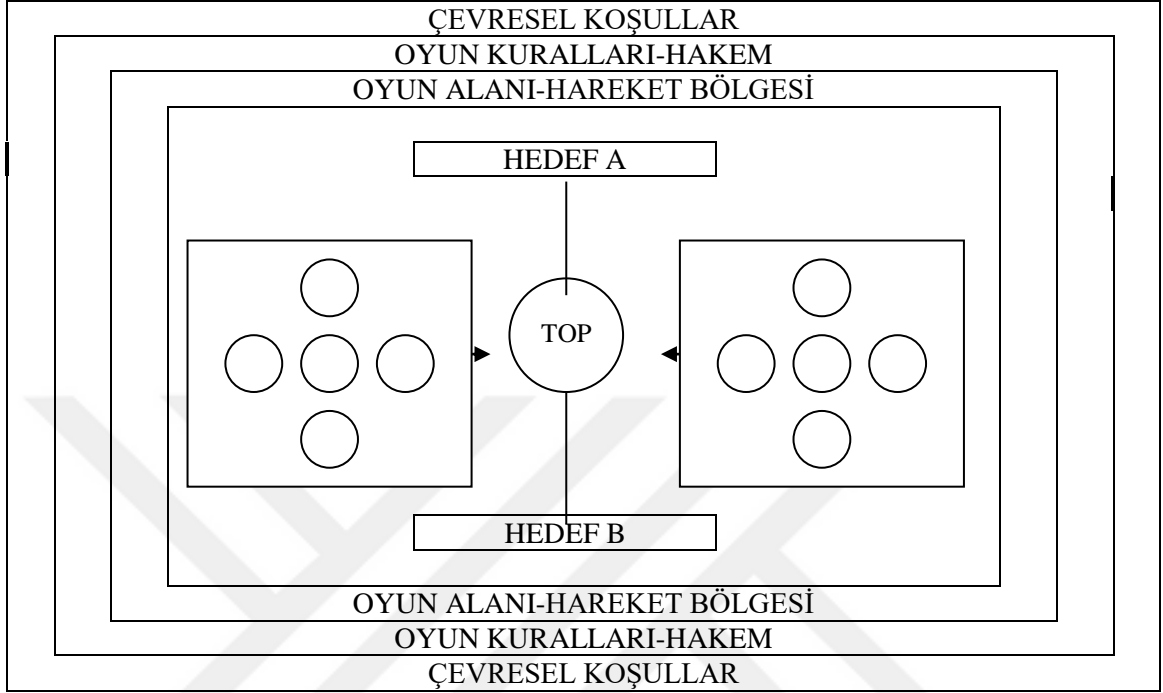 ÇEVRESEL KOŞULLAR
OYUN KURALLARI-HAKEM
OYUN ALANI-HAREKET BÖLGESİ
HEDEF A
TOP
HEDEF B
OYUN ALANI-HAREKET BÖLGESİ
OYUN KURALLARI-HAKEM
ÇEVRESEL KOŞULLAR